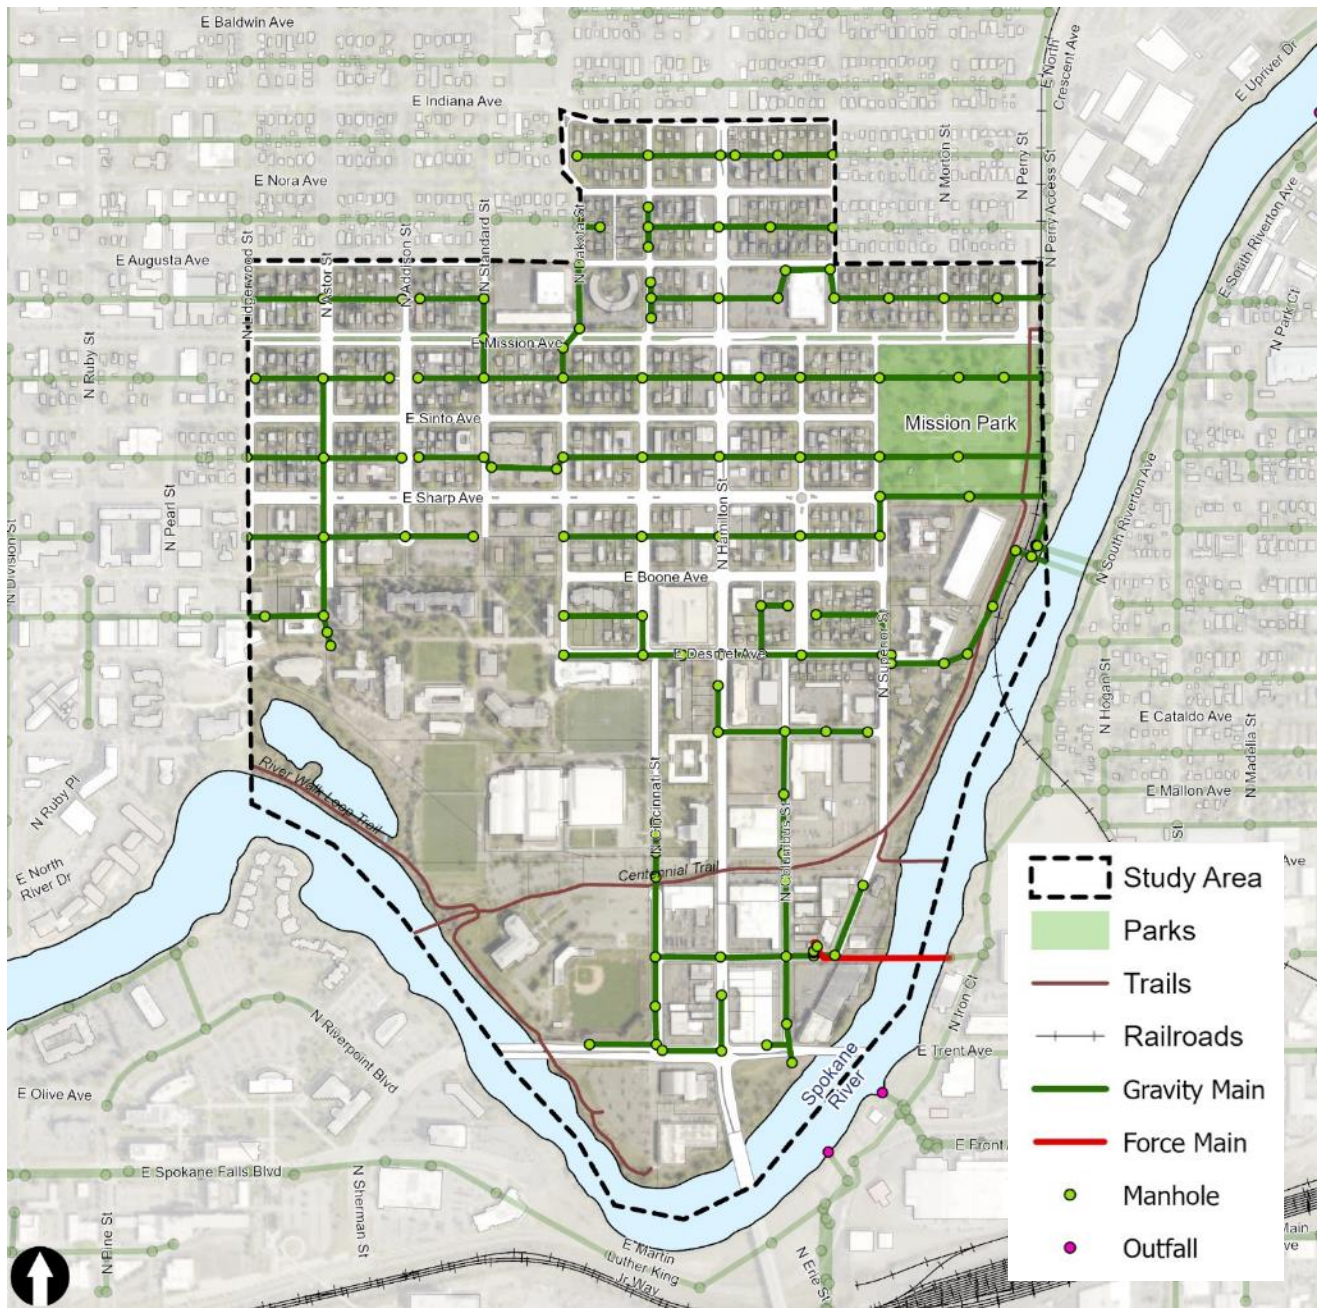 E Baldwin Ave
E Indiana Ave
E Nora Ave
E Augusta Ave
E North
Crescent Ave
E Upriver Dr
N Morton St
N Perry St
N Perry Access St
E South Riverton Ave
N Park Ct
N Dakota St
N Standard St
N Addison St
N Astor St
N Lidgerwood St
N Ruby St
E Mission Ave
E Sinto Ave
Mission Park
E Sharp Ave
N Pearl St
N Division St
N Hamilton St
N South Riverton Ave
E Boone Ave
E Desmet Ave
N Superior St
N Hogan St
E Cataldo Ave
N Madelia St
E Mallon Ave
River Walk Loop Trail
N Ruby Pl
E North
River Dr
N Cincinnati St
Centennial Trail
N Columbus St
St
Ave
N Iron Ct
E Trent Ave
Spokane
River
N Riverpoint Blvd
E Olive Ave
E Spokane Falls Blvd
N Sherman St
N Pine St
E Front
E Martin
Luther King
Jr Way
N Erie St
Main
Ave
Study Area
Parks
Trails
Railroads
Gravity Main
Force Main
Manhole
Outfall